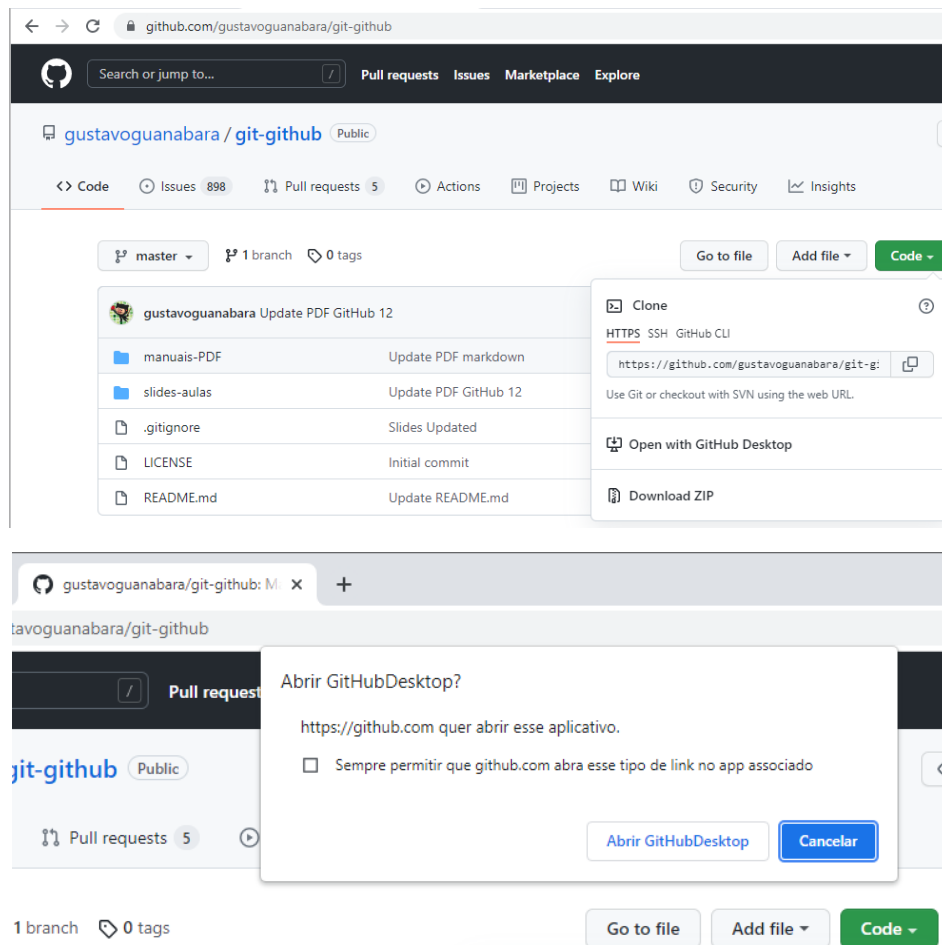 github.com/gustavoguanabara/git-github
Search or jump to... / Pull requests Issues Marketplace Explore
gustavoguanabara / git-github Public
<> Code Issues 898 Pull requests 5 Actions Projects Wiki Security Insights
master 1 branch 0 tags Go to file Add file Code
gustavoguanabara Update PDF GitHub 12
manuais-PDF Update PDF markdown
slides-aulas Update PDF GitHub 12
.gitignore Slides Updated
LICENSE Initial commit
README.md Update README.md
Clone ?
HTTPS SSH GitHub CLI
https://github.com/gustavoguanabara/git-g
Use Git or checkout with SVN using the web URL.
Open with GitHub Desktop
Download ZIP
gustavoguanabara/git-github: M
tavoguanabara/git-github
/ Pull request
git-github Public
Pull requests 5
Abrir GitHubDesktop?
https://github.com quer abrir esse aplicativo.
Sempre permitir que github.com abra esse tipo de link no app associado
Abrir GitHubDesktop Cancelar
1 branch 0 tags Go to file Add file Code